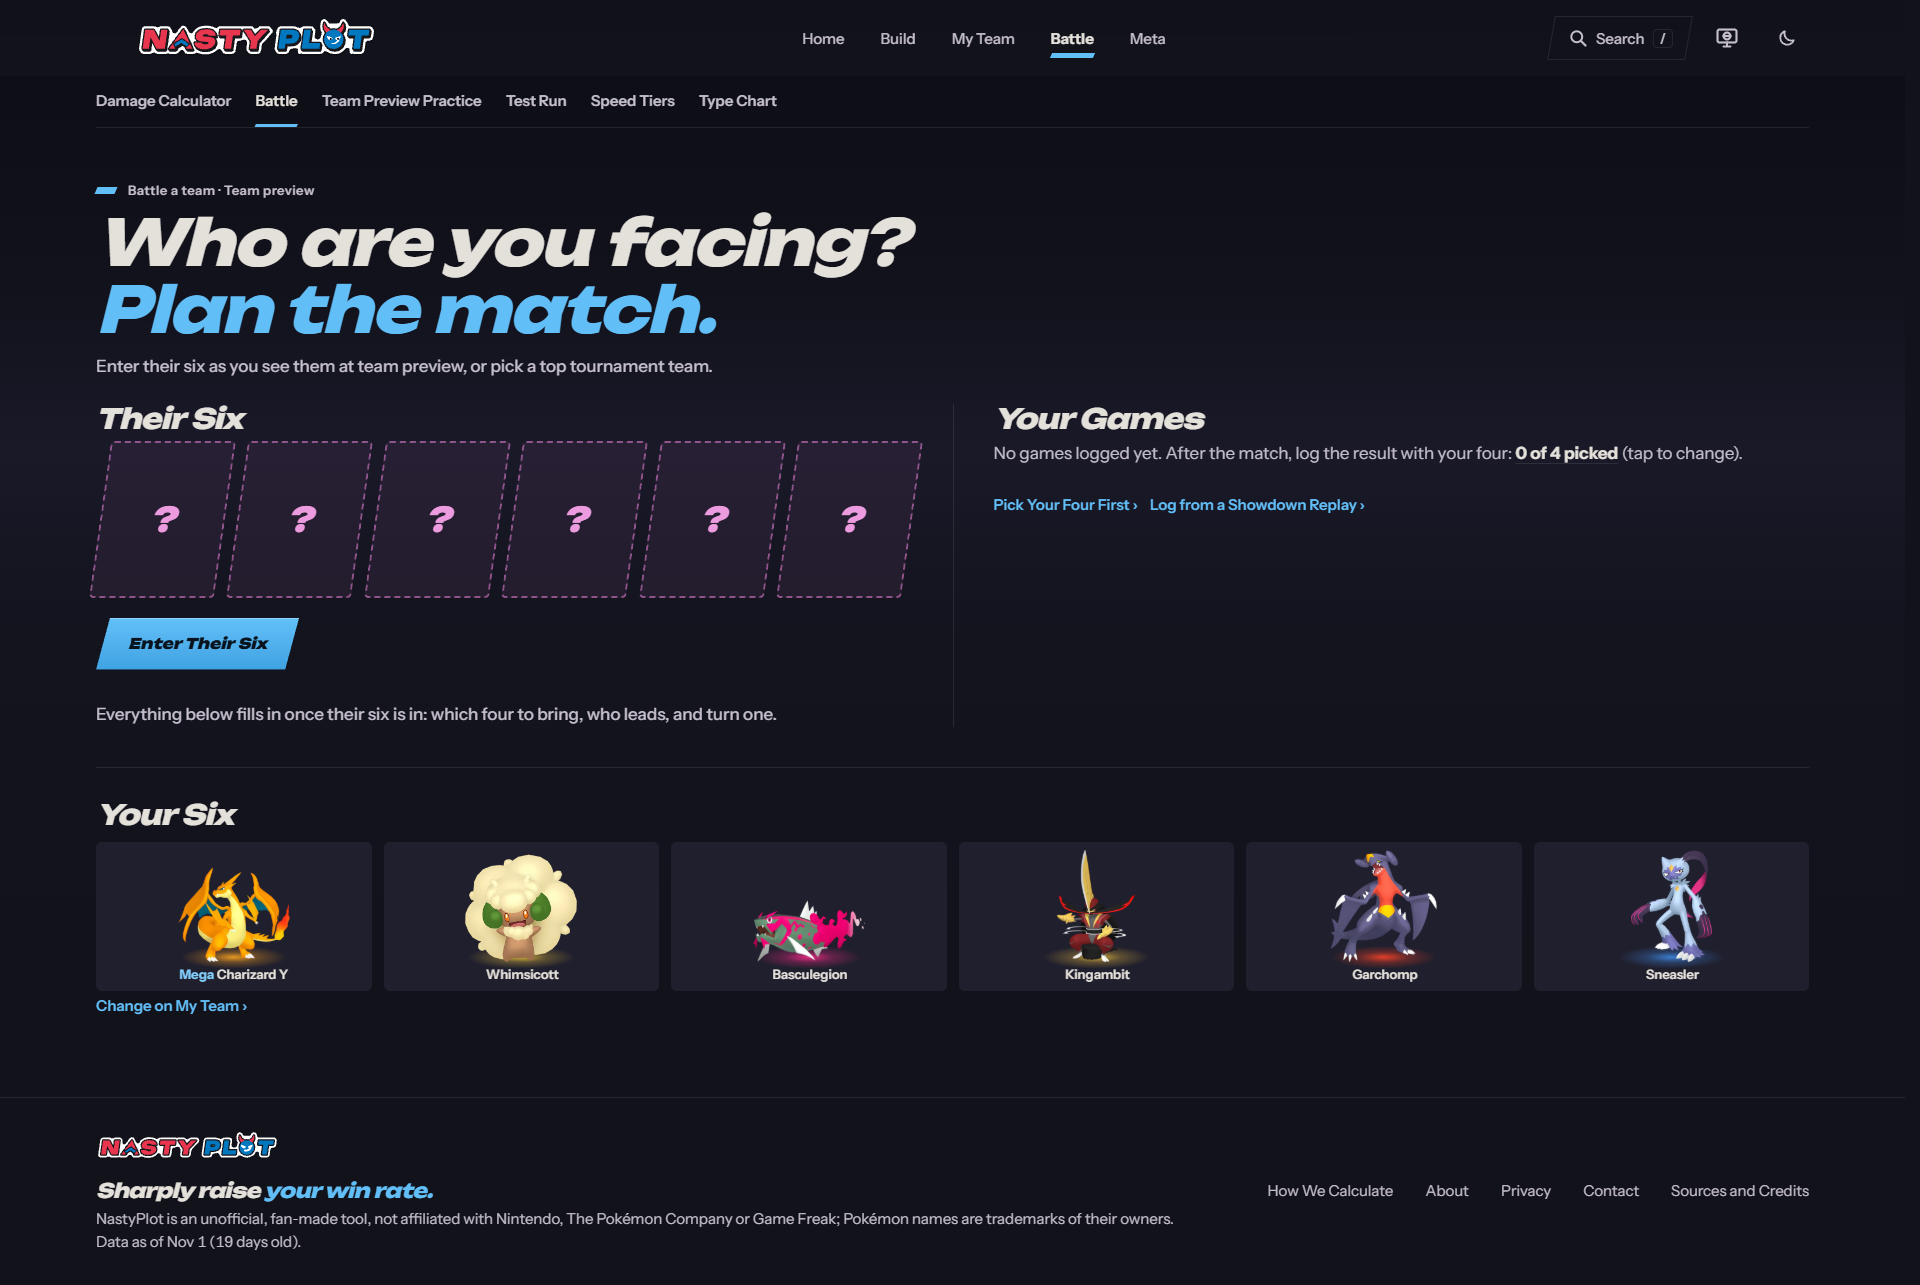 NASTY PLOT
Home
Build
My Team
Battle
Meta
Search /
Damage Calculator
Battle
Team Preview Practice
Test Run
Speed Tiers
Type Chart
Battle a team · Team preview
Who are you facing?
Plan the match.
Enter their six as you see them at team preview, or pick a top tournament team.
Their Six
? ? ? ? ? ?
Enter Their Six
Everything below fills in once their six is in: which four to bring, who leads, and turn one.
Your Games
No games logged yet. After the match, log the result with your four: 0 of 4 picked (tap to change).
Pick Your Four First › Log from a Showdown Replay ›
Your Six
Mega Charizard Y
Whimsicott
Basculegion
Kingambit
Garchomp
Sneasler
Change on My Team ›
NASTY PLOT
Sharply raise your win rate.
NastyPlot is an unofficial, fan-made tool, not affiliated with Nintendo, The Pokémon Company or Game Freak; Pokémon names are trademarks of their owners.
Data as of Nov 1 (19 days old).
How We Calculate
About
Privacy
Contact
Sources and Credits